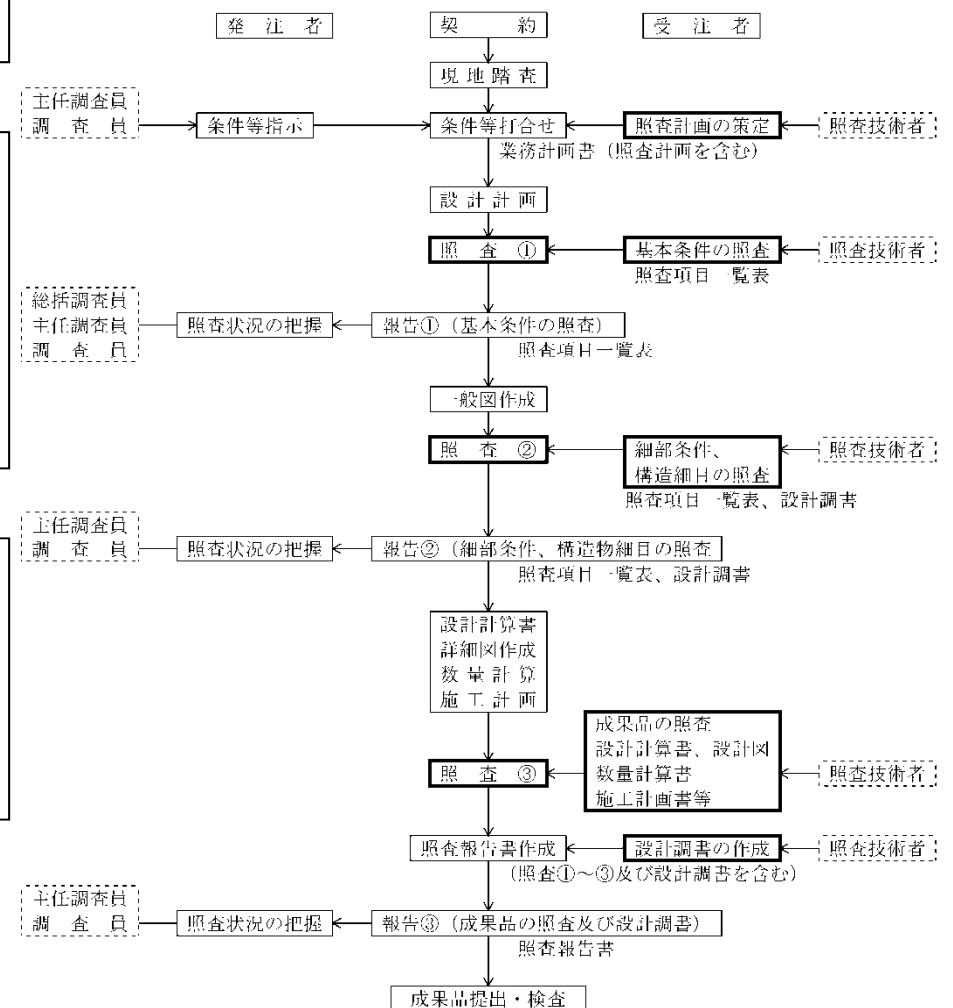 発注者
契約
受注者
現地踏査
主任調査員
調査員
条件等指示
条件等打合せ
照査計画の策定
照査技術者
業務計画書（照査計画を含む）
設計計画
照査①
基本条件の照査
照査技術者
照査項目一覧表
総括調査員
主任調査員
調査員
照査状況の把握
報告①（基本条件の照査）
照査項目一覧表
一般図作成
照査②
細部条件、
構造細目の照査
照査技術者
照査項目一覧表、設計調書
主任調査員
調査員
照査状況の把握
報告②（細部条件、構造物細目の照査
照査項目一覧表、設計調書
設計計算書
詳細図作成
数量計算
施工計画
照査③
成果品の照査
設計計算書、設計図
数量計算書
施工計画書等
照査技術者
照査報告書作成
設計調書の作成
照査技術者
（照査①～③及び設計調書を含む）
主任調査員
調査員
照査状況の把握
報告③（成果品の照査及び設計調書）
照査報告書
成果品提出・検査